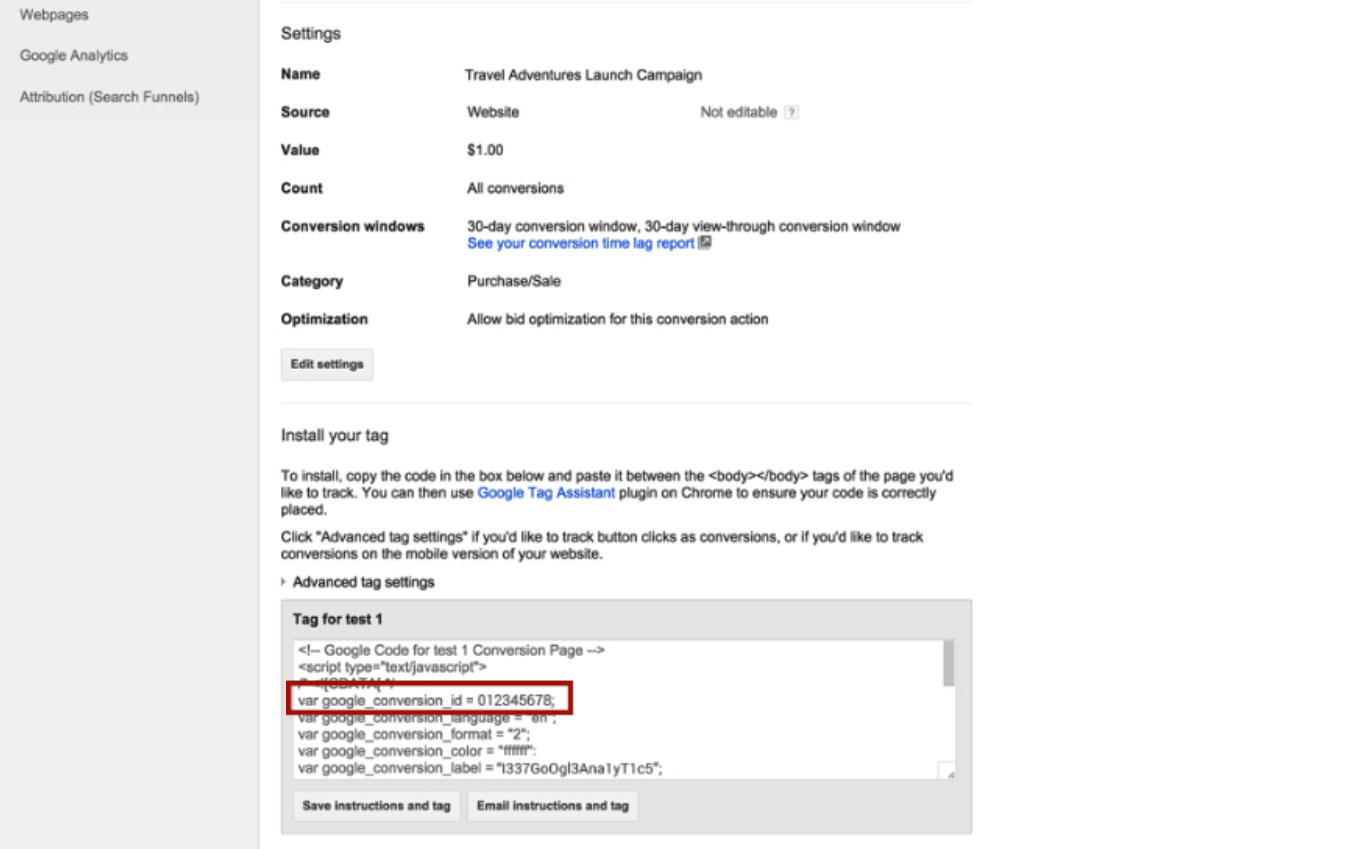 Webpages
Google Analytics
Attribution (Search Funnels)
Settings
Name Travel Adventures Launch Campaign
Source Website Not editable ?
Value $1.00
Count All conversions
Conversion windows 30-day conversion window, 30-day view-through conversion window
See your conversion time lag report
Category Purchase/Sale
Optimization Allow bid optimization for this conversion action
Edit settings
Install your tag
To install, copy the code in the box below and paste it between the <body></body> tags of the page you'd
like to track. You can then use Google Tag Assistant plugin on Chrome to ensure your code is correctly
placed.
Click "Advanced tag settings" if you'd like to track button clicks as conversions, or if you'd like to track
conversions on the mobile version of your website.
Advanced tag settings
Tag for test 1
<!-- Google Code for test 1 Conversion Page -->
<script type="text/javascript">
/* <![CDATA[ */
var google_conversion_id = 012345678;
var google_conversion_language = "en";
var google_conversion_format = "2";
var google_conversion_color = "ffffff":
var google_conversion_label = "I337GoOgl3Ana1yT1c5";
Save instructions and tag Email instructions and tag